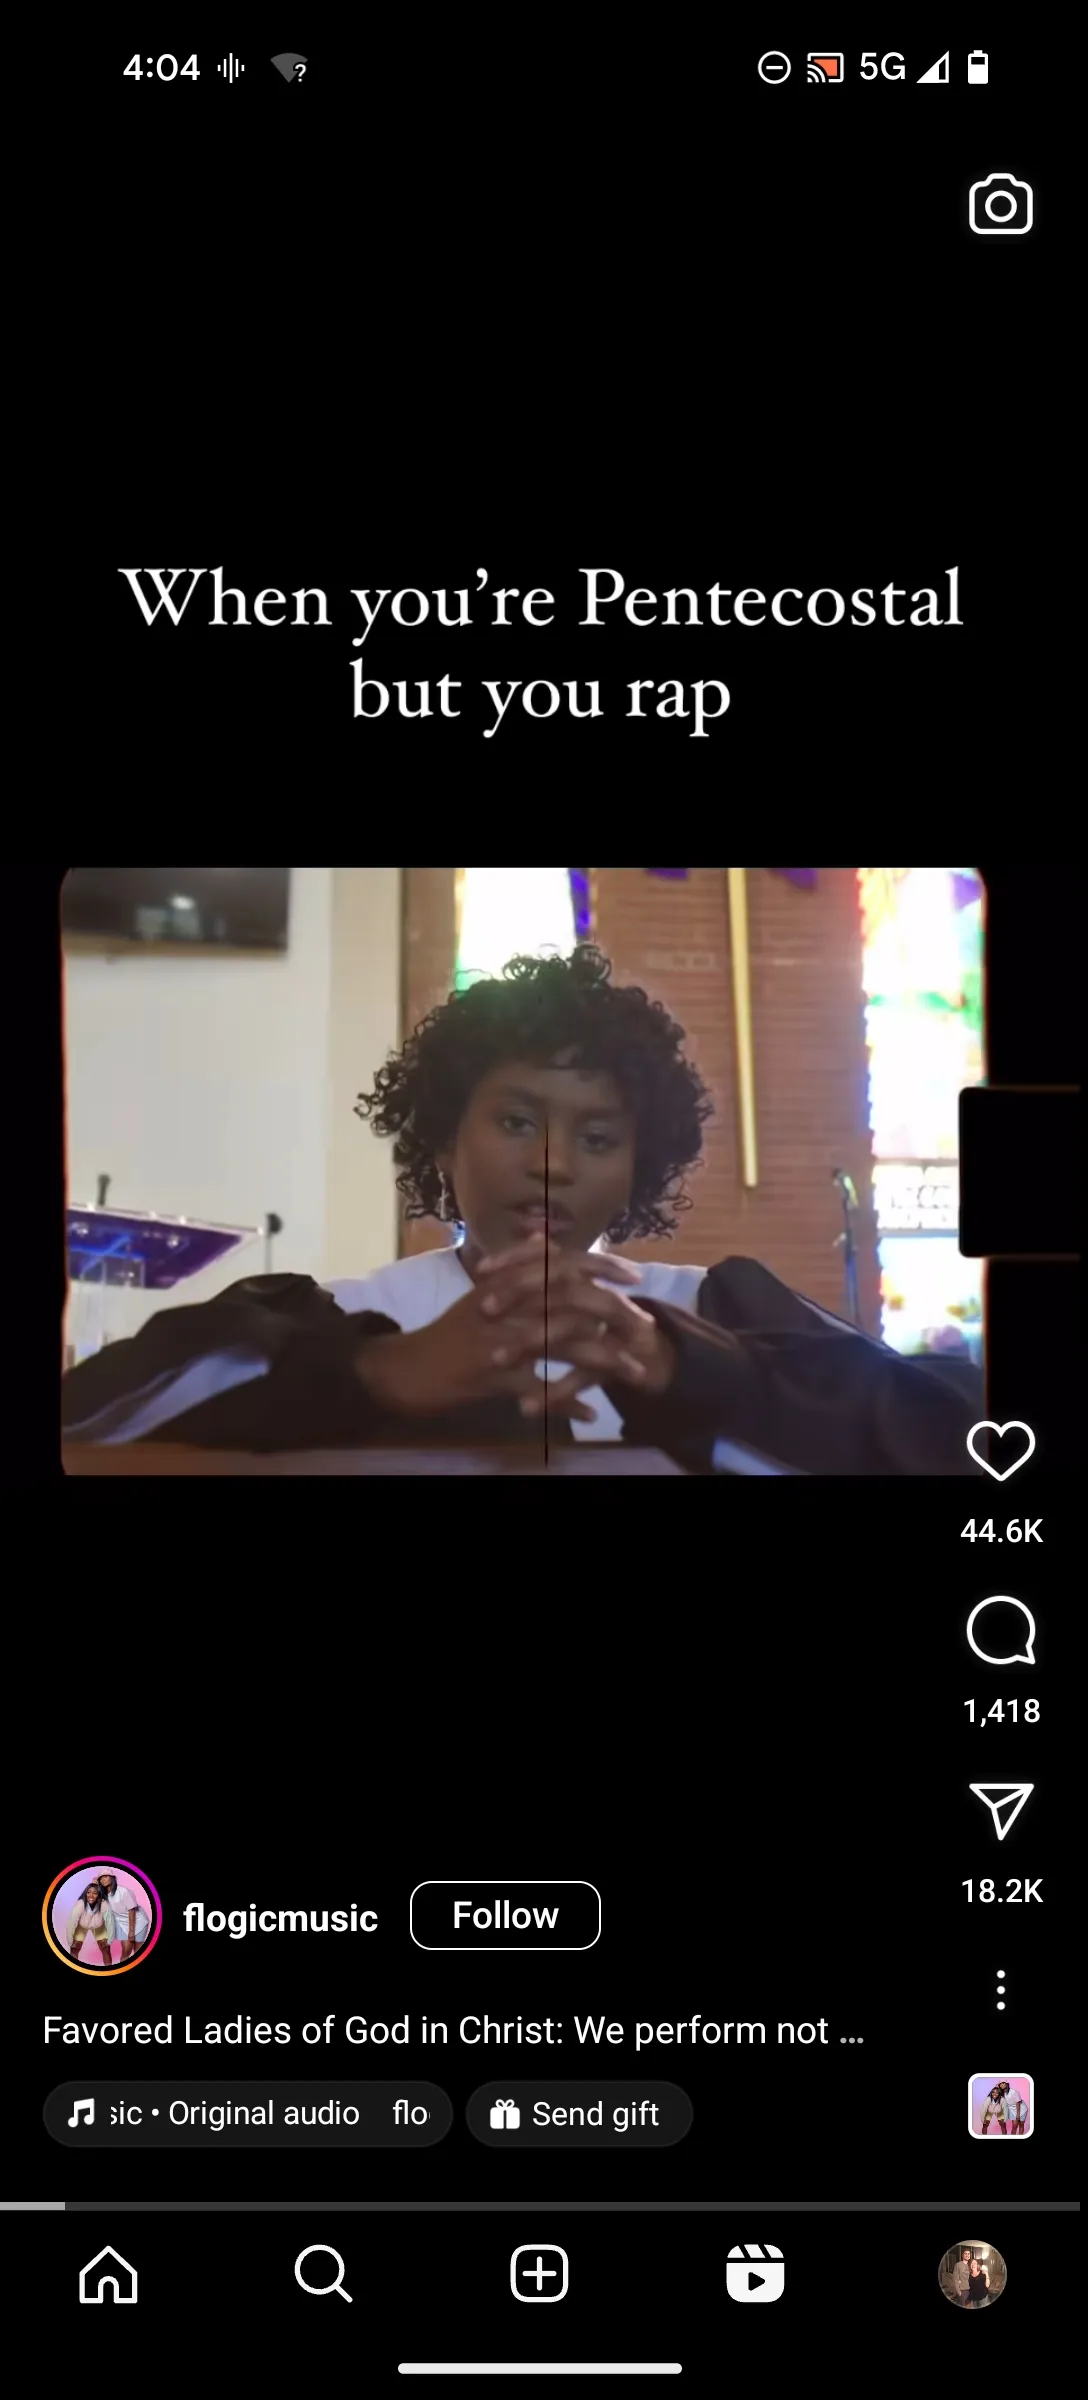 4:04
5G
When you're Pentecostal
but you rap
44.6K
1,418
18.2K
flogicmusic
Follow
Favored Ladies of God in Christ: We perform not ...
sic • Original audio flo
Send gift